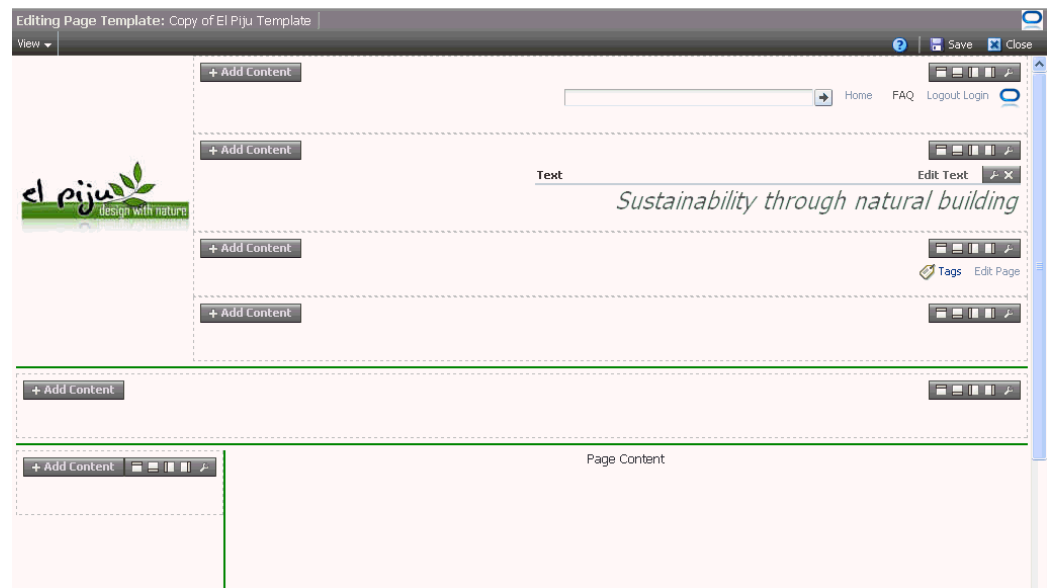 Editing Page Template: Copy of El Piju Template
View
Save Close
+ Add Content
Home FAQ Logout Login
+ Add Content
Text Edit Text
el piju
design with nature
Sustainability through natural building
+ Add Content
Tags Edit Page
+ Add Content
+ Add Content
+ Add Content
Page Content